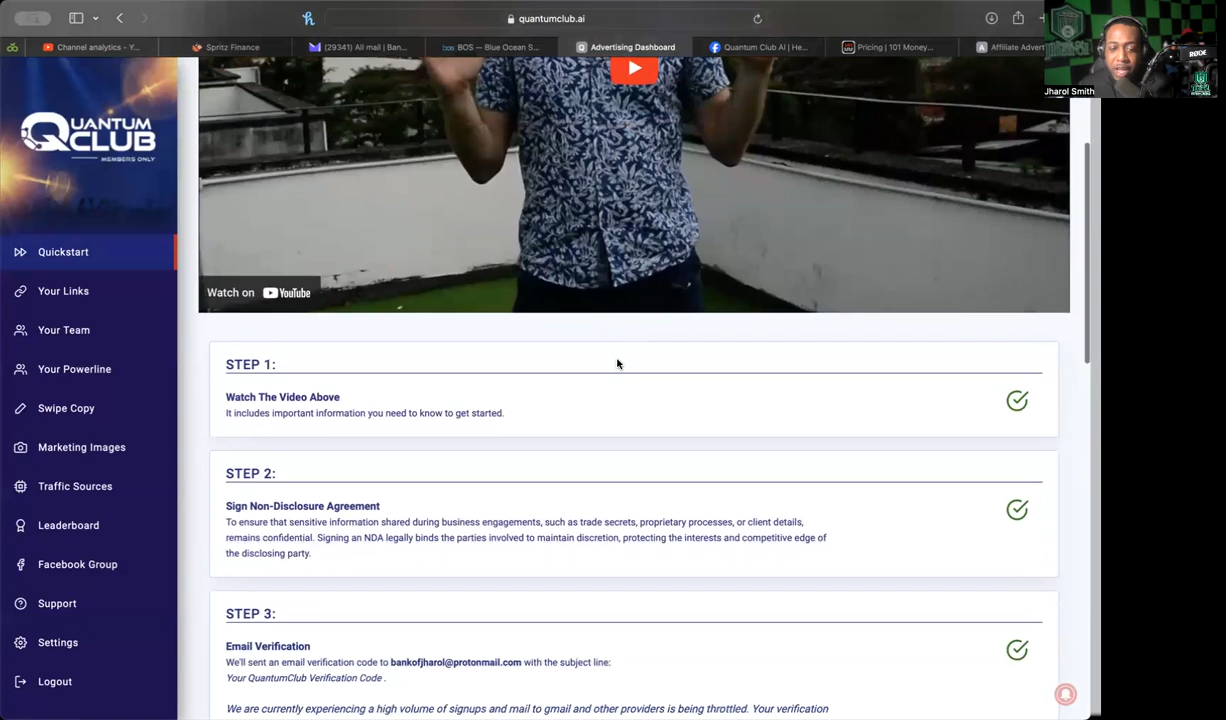 quantumclub.ai
Channel analytics - Y...
Spritz Finance
(29341) All mail | Ban...
BOS — Blue Ocean S...
Advertising Dashboard
Quantum Club AI | He...
Pricing | 101 Money...
Affiliate Advert
RØDE
Jharol Smith
QUANTUM
CLUB
MEMBERS ONLY
Quickstart
Your Links
Your Team
Your Powerline
Swipe Copy
Marketing Images
Traffic Sources
Leaderboard
Facebook Group
Support
Settings
Logout
Watch on YouTube
STEP 1:
Watch The Video Above
It includes important information you need to know to get started.
STEP 2:
Sign Non-Disclosure Agreement
To ensure that sensitive information shared during business engagements, such as trade secrets, proprietary processes, or client details,
remains confidential. Signing an NDA legally binds the parties involved to maintain discretion, protecting the interests and competitive edge of
the disclosing party.
STEP 3:
Email Verification
We'll sent an email verification code to bankofjharol@protonmail.com with the subject line:
Your QuantumClub Verification Code .
We are currently experiencing a high volume of signups and mail to gmail and other providers is being throttled. Your verification